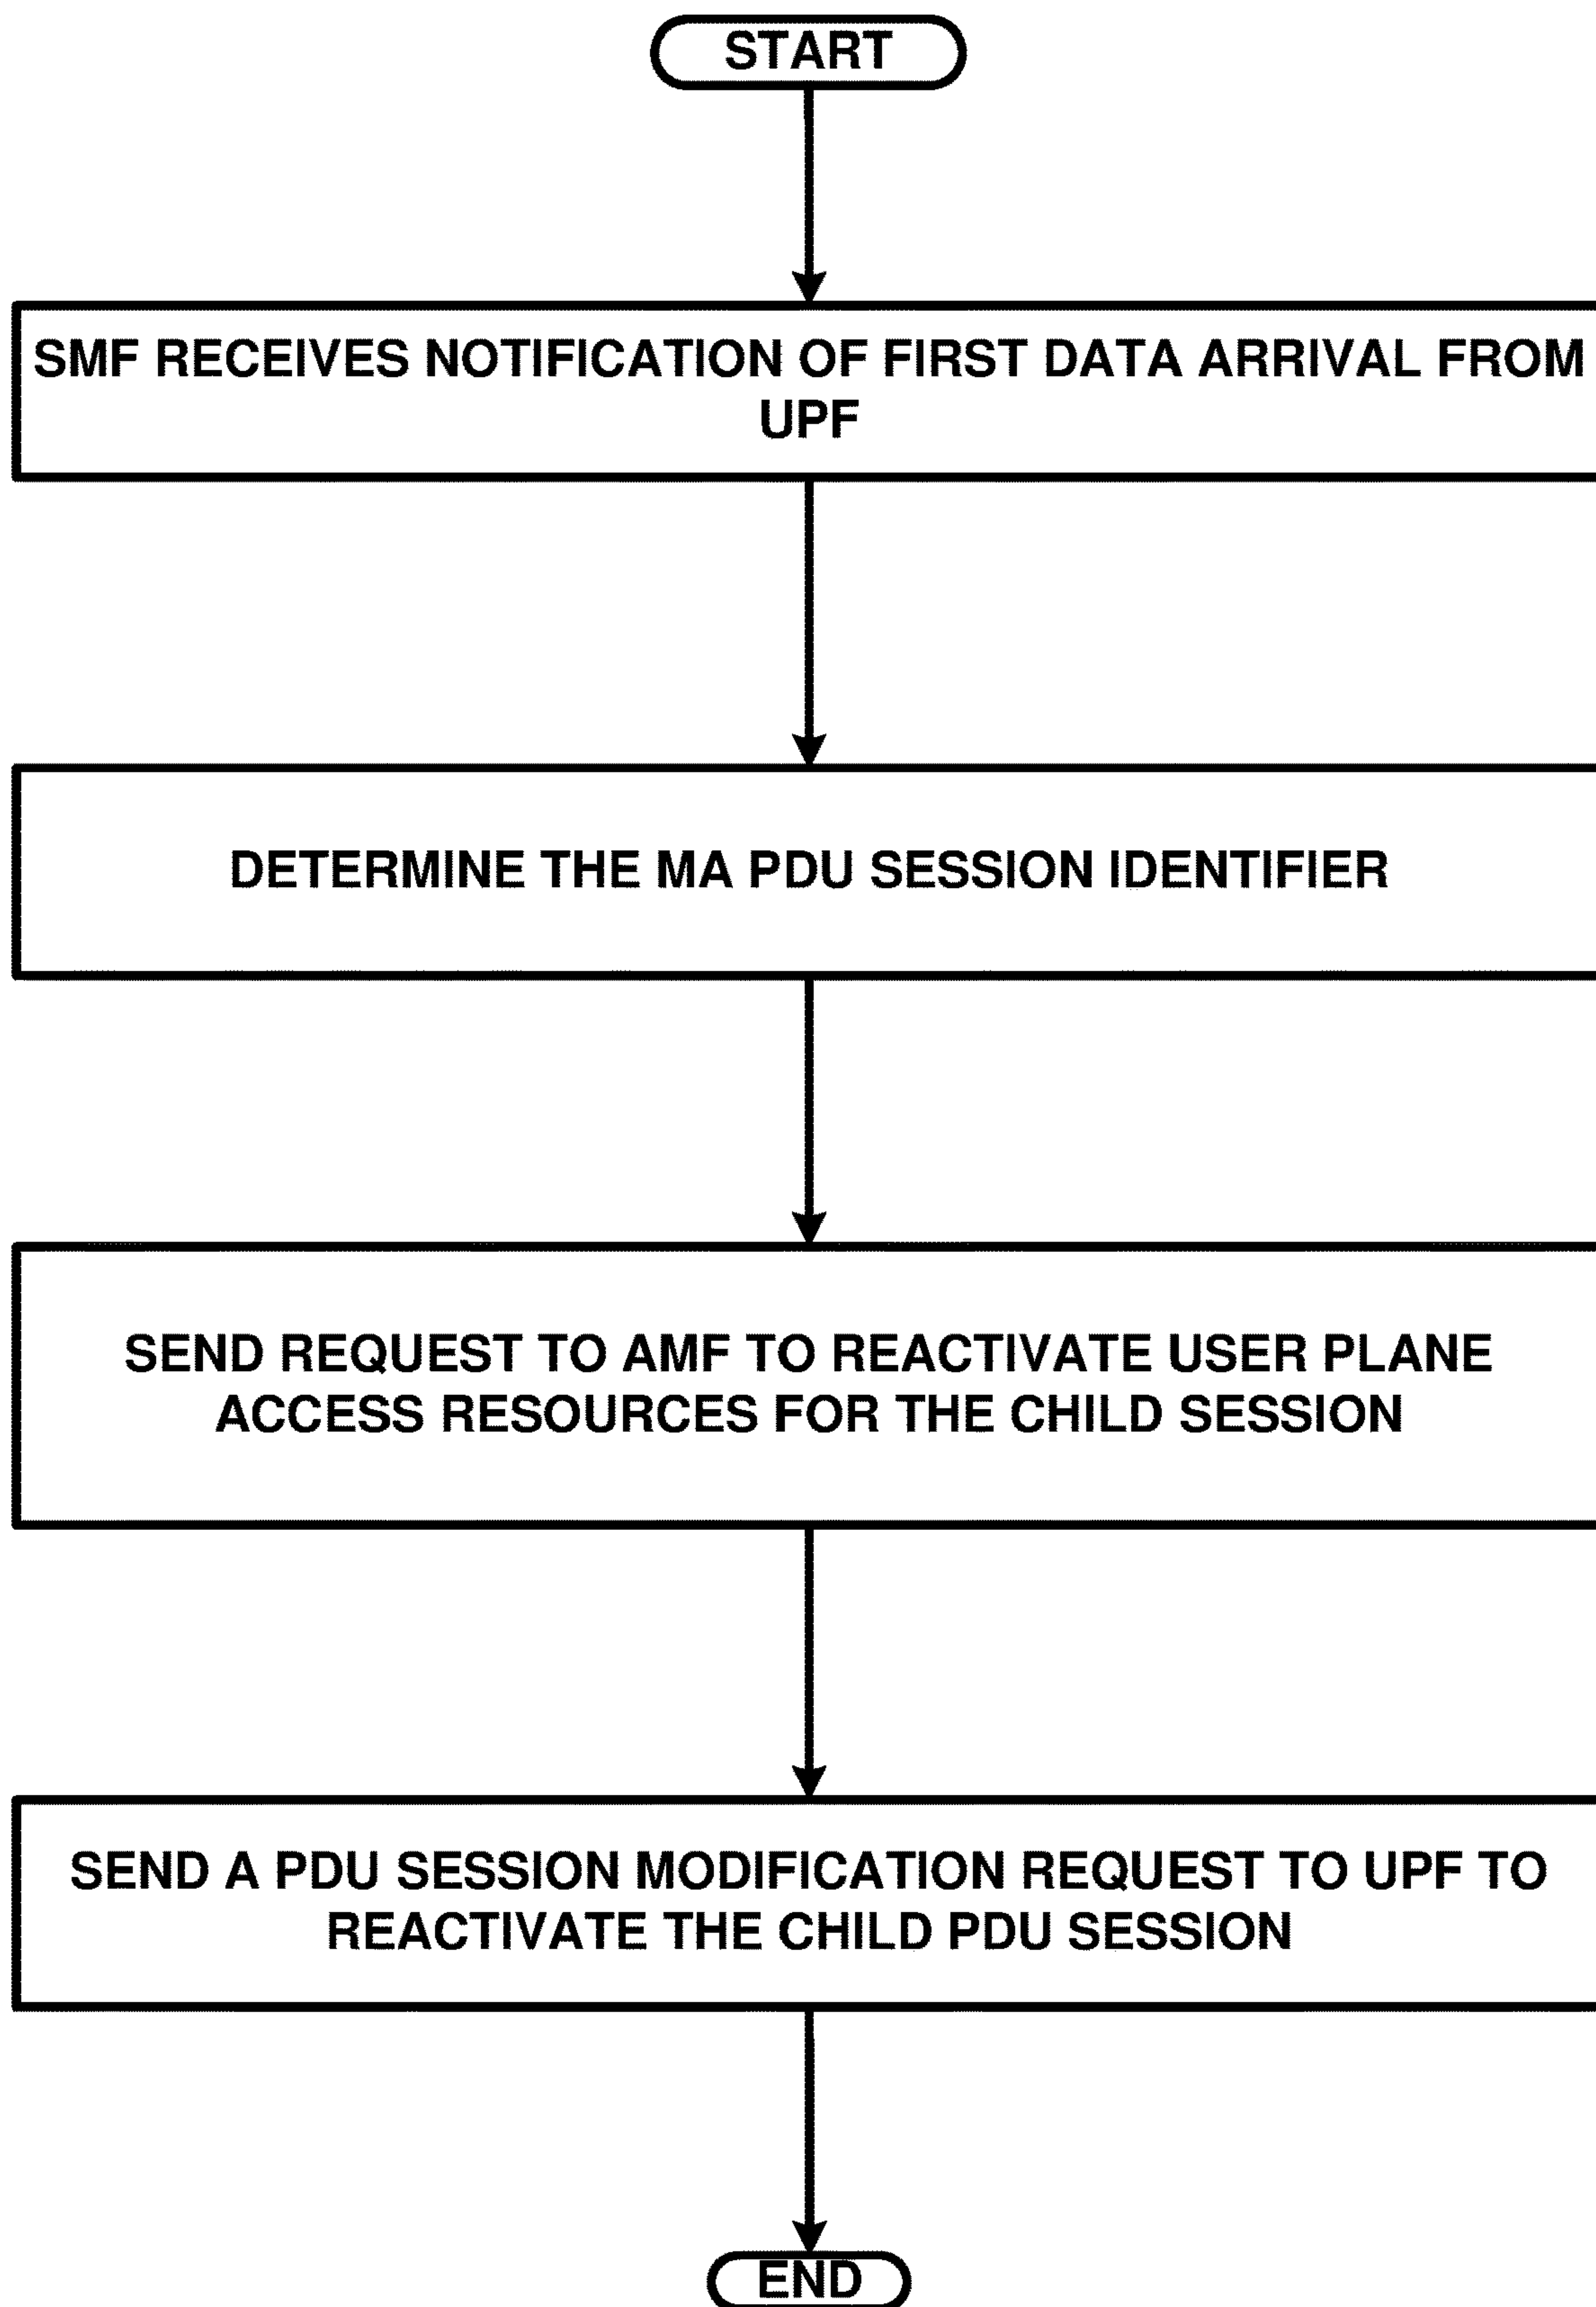 START
SMF RECEIVES NOTIFICATION OF FIRST DATA ARRIVAL FROM
UPF
DETERMINE THE MA PDU SESSION IDENTIFIER
SEND REQUEST TO AMF TO REACTIVATE USER PLANE
ACCESS RESOURCES FOR THE CHILD SESSION
SEND A PDU SESSION MODIFICATION REQUEST TO UPF TO
REACTIVATE THE CHILD PDU SESSION
END